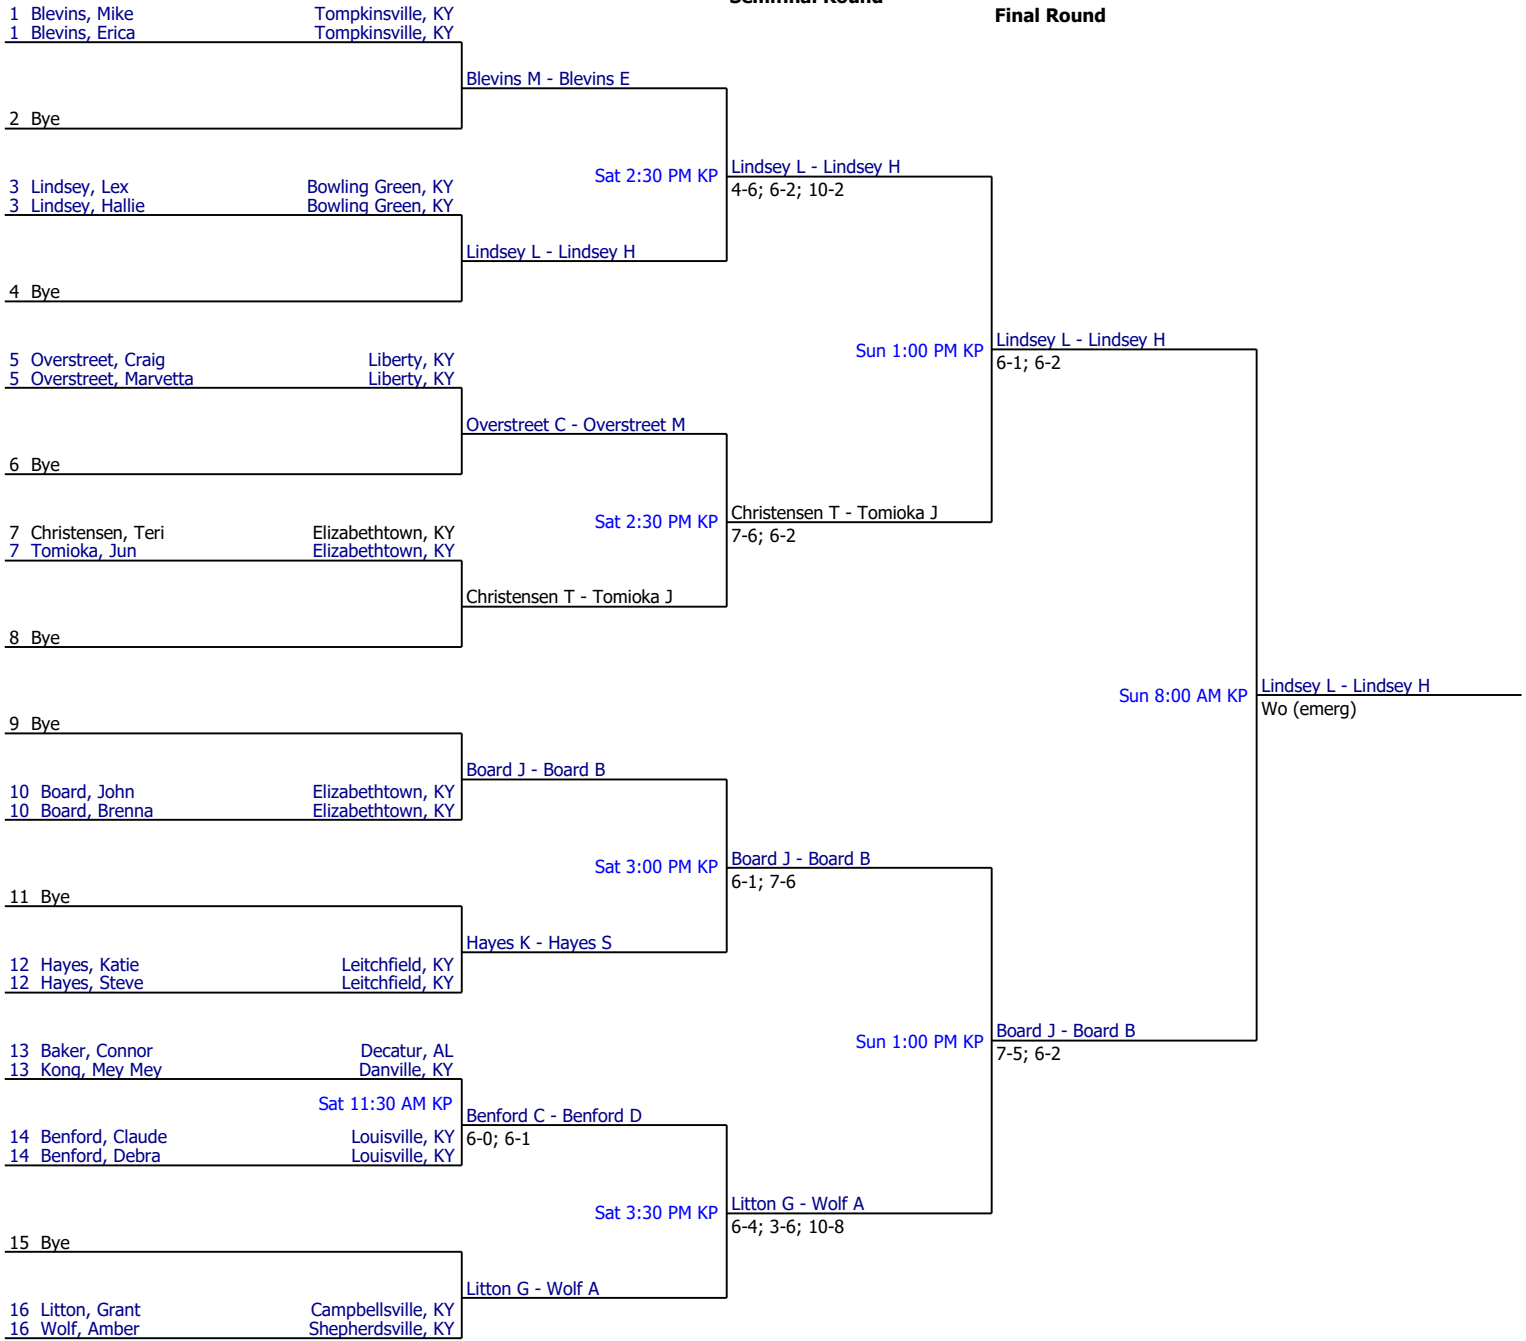 Semifinal Round
Final Round
1 Blevins, Mike Tompkinsville, KY
1 Blevins, Erica Tompkinsville, KY
Blevins M - Blevins E
2 Bye
Sat 2:30 PM KP
Lindsey L - Lindsey H
4-6; 6-2; 10-2
3 Lindsey, Lex Bowling Green, KY
3 Lindsey, Hallie Bowling Green, KY
Lindsey L - Lindsey H
4 Bye
Sun 1:00 PM KP
Lindsey L - Lindsey H
6-1; 6-2
5 Overstreet, Craig Liberty, KY
5 Overstreet, Marvetta Liberty, KY
Overstreet C - Overstreet M
6 Bye
Sat 2:30 PM KP
Christensen T - Tomioka J
7-6; 6-2
7 Christensen, Teri Elizabethtown, KY
7 Tomioka, Jun Elizabethtown, KY
Christensen T - Tomioka J
8 Bye
Sun 8:00 AM KP
Lindsey L - Lindsey H
Wo (emerg)
9 Bye
Board J - Board B
10 Board, John Elizabethtown, KY
10 Board, Brenna Elizabethtown, KY
Sat 3:00 PM KP
Board J - Board B
6-1; 7-6
11 Bye
Hayes K - Hayes S
12 Hayes, Katie Leitchfield, KY
12 Hayes, Steve Leitchfield, KY
Sun 1:00 PM KP
Board J - Board B
7-5; 6-2
13 Baker, Connor Decatur, AL
13 Kong, Mey Mey Danville, KY
Sat 11:30 AM KP
Benford C - Benford D
6-0; 6-1
14 Benford, Claude Louisville, KY
14 Benford, Debra Louisville, KY
Sat 3:30 PM KP
Litton G - Wolf A
6-4; 3-6; 10-8
15 Bye
Litton G - Wolf A
16 Litton, Grant Campbellsville, KY
16 Wolf, Amber Shepherdsville, KY